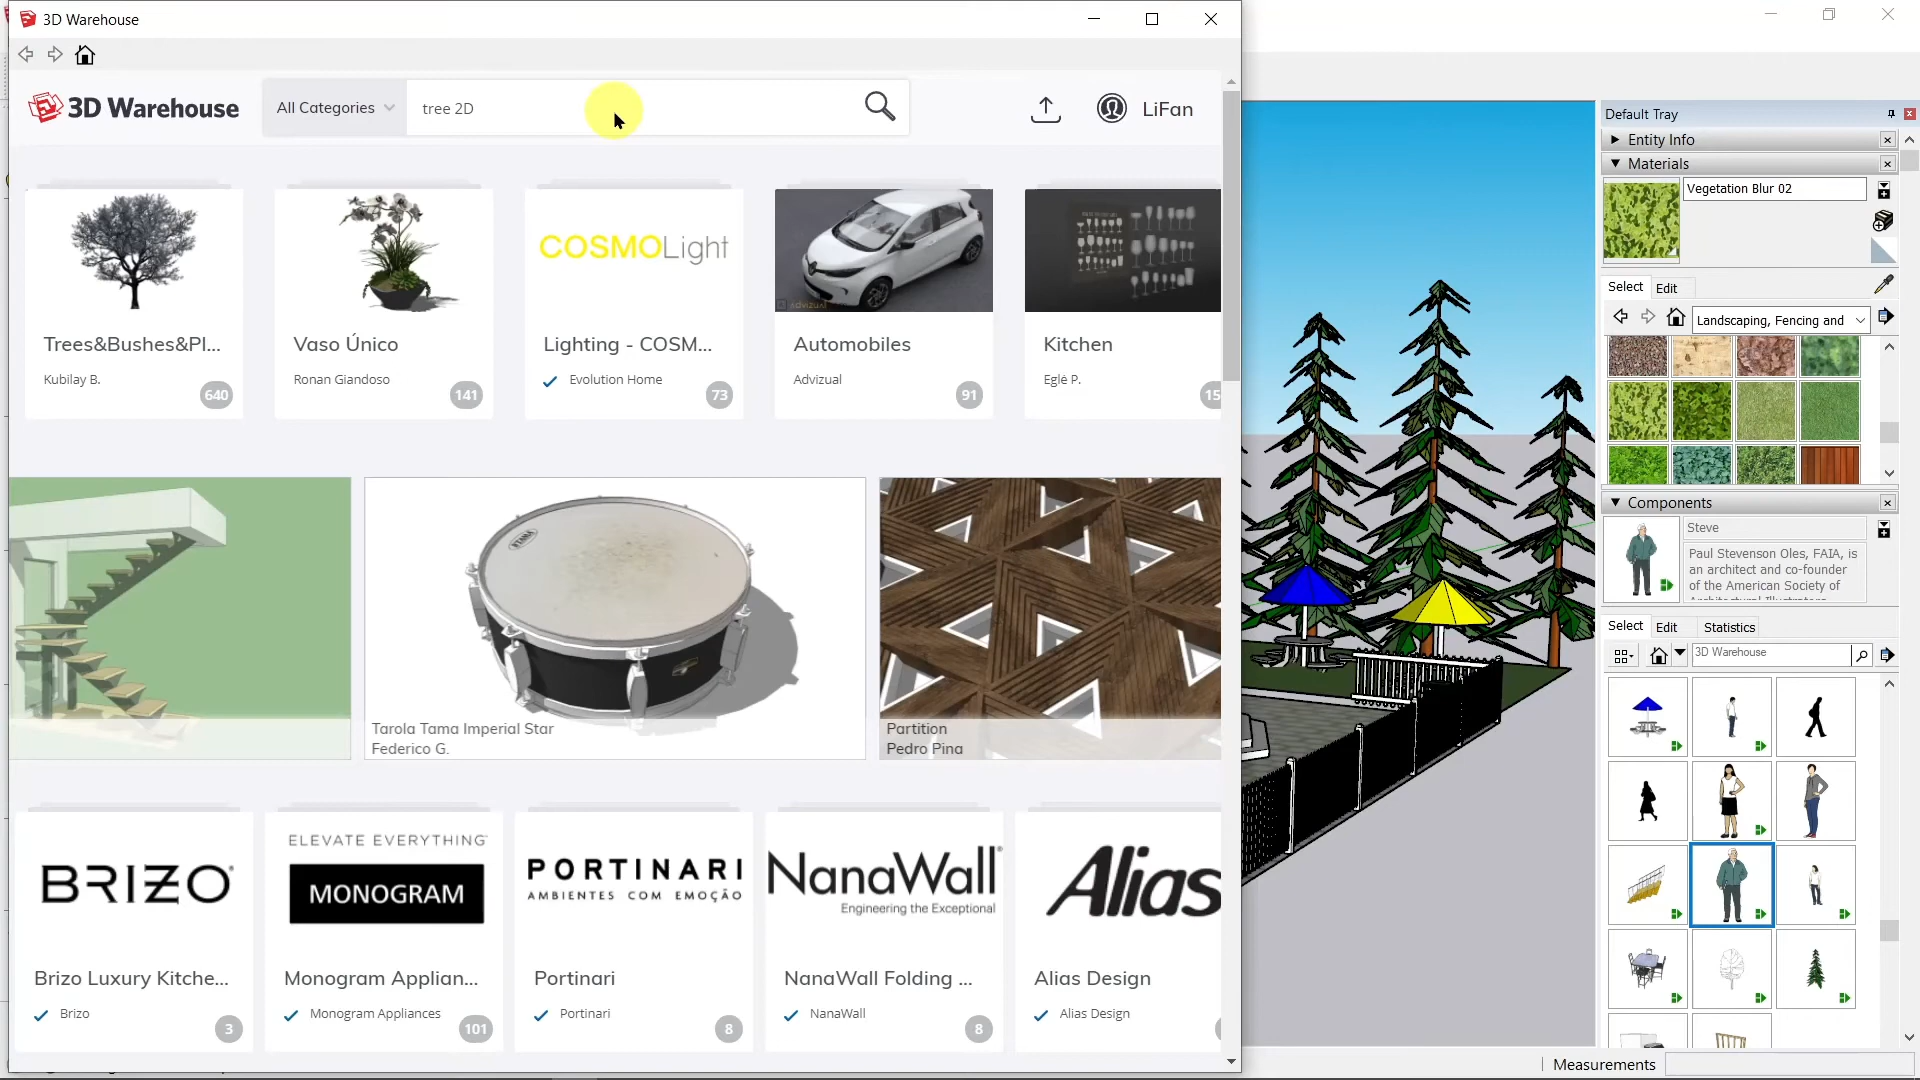 3D Warehouse
3D Warehouse
All Categories
tree 2D
LiFan
Trees&Bushes&Pl...
Kubilay B.
640
Vaso Único
Ronan Giandoso
141
COSMOLight
Lighting - COSM...
Evolution Home
73
Advizual
Automobiles
Advizual
91
Kitchen
Eglė P.
15
Tarola Tama Imperial Star
Federico G.
Partition
Pedro Pina
BRIZO
Brizo Luxury Kitche...
Brizo
3
ELEVATE EVERYTHING
MONOGRAM
Monogram Applian...
Monogram Appliances
101
PORTINARI
AMBIENTES COM EMOÇÃO
Portinari
Portinari
8
NanaWall
Engineering the Exceptional
NanaWall Folding ...
NanaWall
8
Alias
Alias Design
Alias Design
Default Tray
Entity Info
Materials
Vegetation Blur 02
Select
Edit
Landscaping, Fencing and
Components
Steve
Paul Stevenson Oles, FAIA, is
an architect and co-founder
of the American Society of
Select
Edit
Statistics
3D Warehouse
Measurements